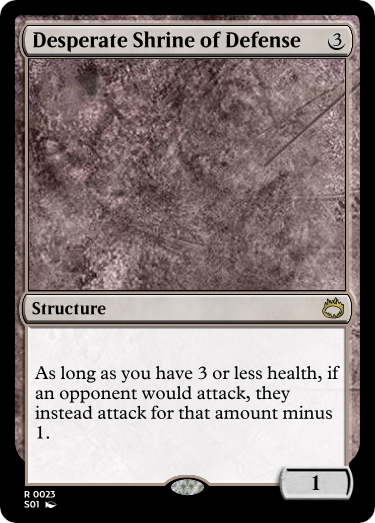 Desperate Shrine of Defense 3
Structure
As long as you have 3 or less health, if
an opponent would attack, they
instead attack for that amount minus
1.
1
R 0023
S01